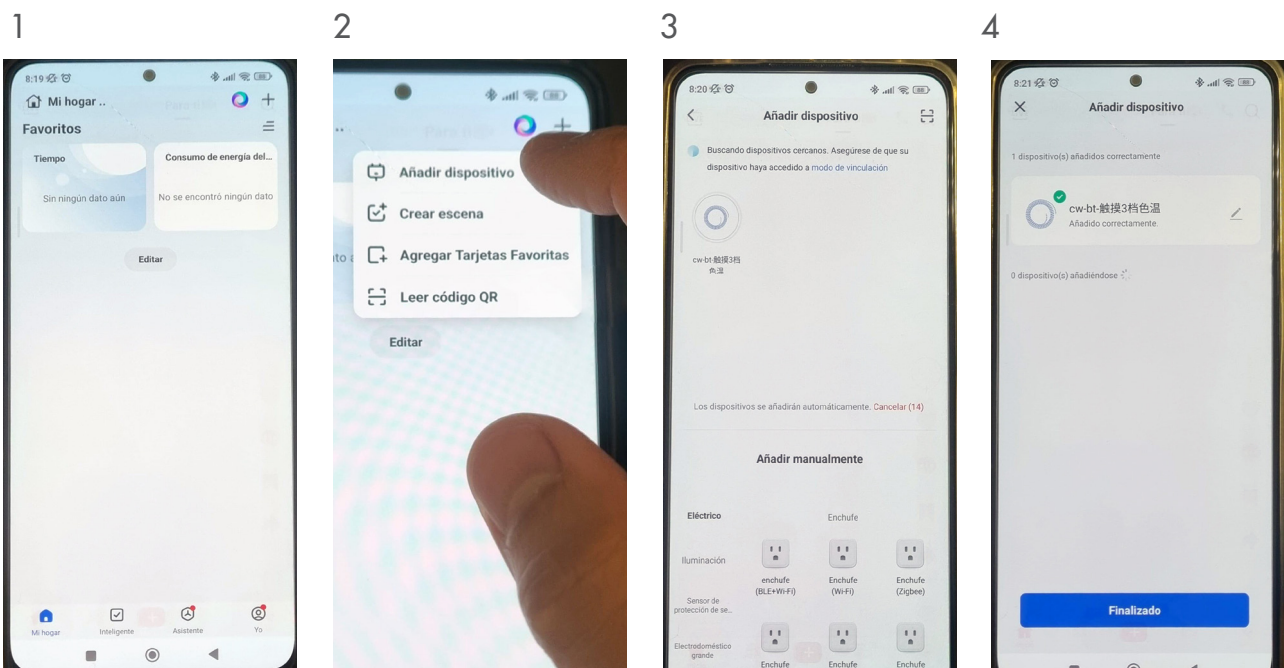 1
2
3
4
8:19
Mi hogar ..
Favoritos
Tiempo
Sin ningún dato aún
Consumo de energía del...
No se encontró ningún dato
Editar
Mi hogar
Inteligente
Asistente
Yo
..
Añadir dispositivo
Crear escena
Agregar Tarjetas Favoritas
Leer código QR
Editar
8:20
Añadir dispositivo
Buscando dispositivos cercanos. Asegúrese de que su
dispositivo haya accedido a modo de vinculación
cw-bt-触摸3档
色温
Los dispositivos se añadirán automáticamente. Cancelar (14)
Añadir manualmente
Eléctrico
Iluminación
Sensor de
protección de se...
Electrodoméstico
grande
Enchufe
enchufe
(BLE+Wi-Fi)
Enchufe
(Wi-Fi)
Enchufe
(Zigbee)
Enchufe
Enchufe
Enchufe
8:21
Añadir dispositivo
1 dispositivo(s) añadidos correctamente
cw-bt-触摸3档色温
Añadido correctamente.
0 dispositivo(s) añadiéndose
Finalizado